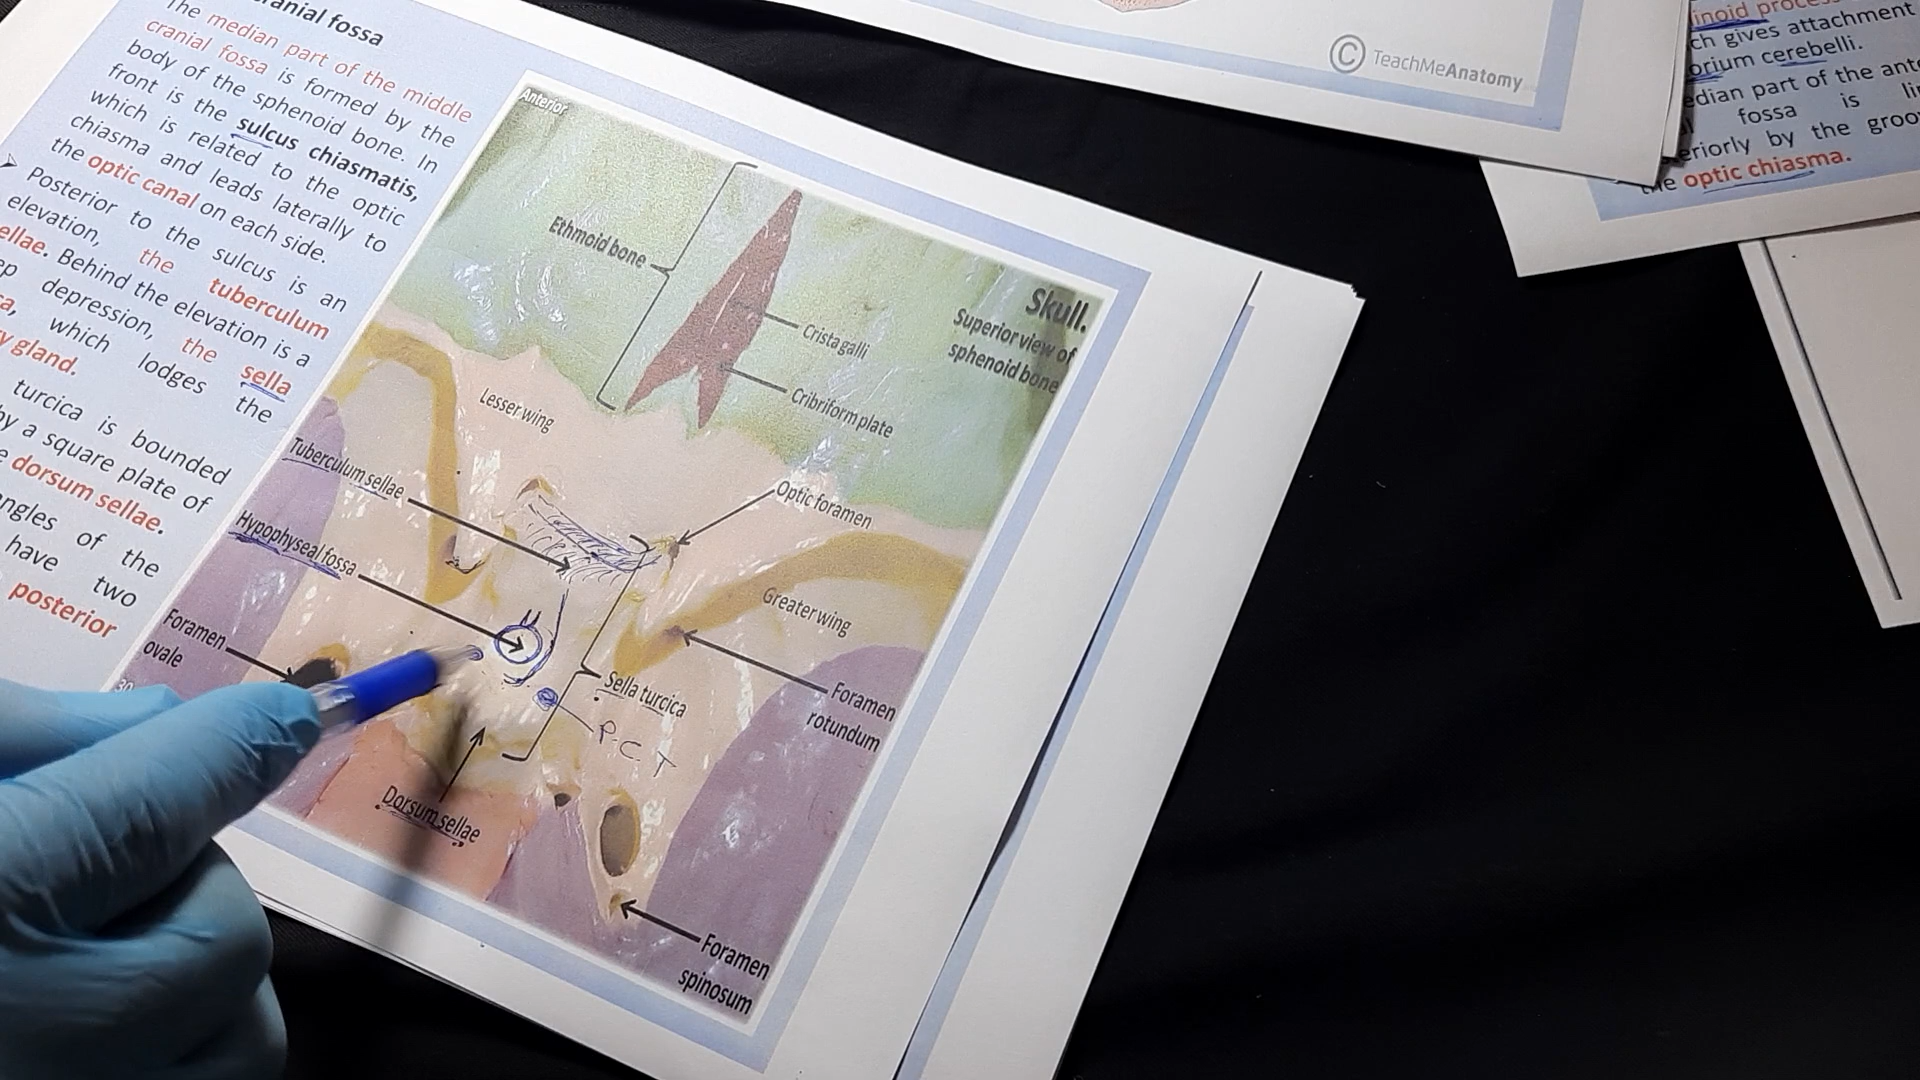 cranial fossa
The median part of the middle
cranial fossa is formed by the
body of the sphenoid bone. In
front is the sulcus chiasmatis,
which is related to the optic
chiasma and leads laterally to
the optic canal on each side.
➢ Posterior to the sulcus is an
elevation, the tuberculum
ellae. Behind the elevation is a
ep depression, the sella
ca, which lodges the
y gland.
turcica is bounded
by a square plate of
e dorsum sellae.
ngles of the
have two
posterior
Anterior
Ethmoid bone
Crista galli
Cribriform plate
Skull.
Superior view of
sphenoid bone
Lesser wing
Tuberculum sellae
Optic foramen
Hypophyseal fossa
Greater wing
Foramen
ovale
30
Sella turcica
Foramen
rotundum
P.C.T
Dorsum sellae
Foramen
spinosum
© TeachMeAnatomy
linoid proces
ch gives attachment
orium cerebelli.
edian part of the ante
fossa is li
eriorly by the groo
the optic chiasma.